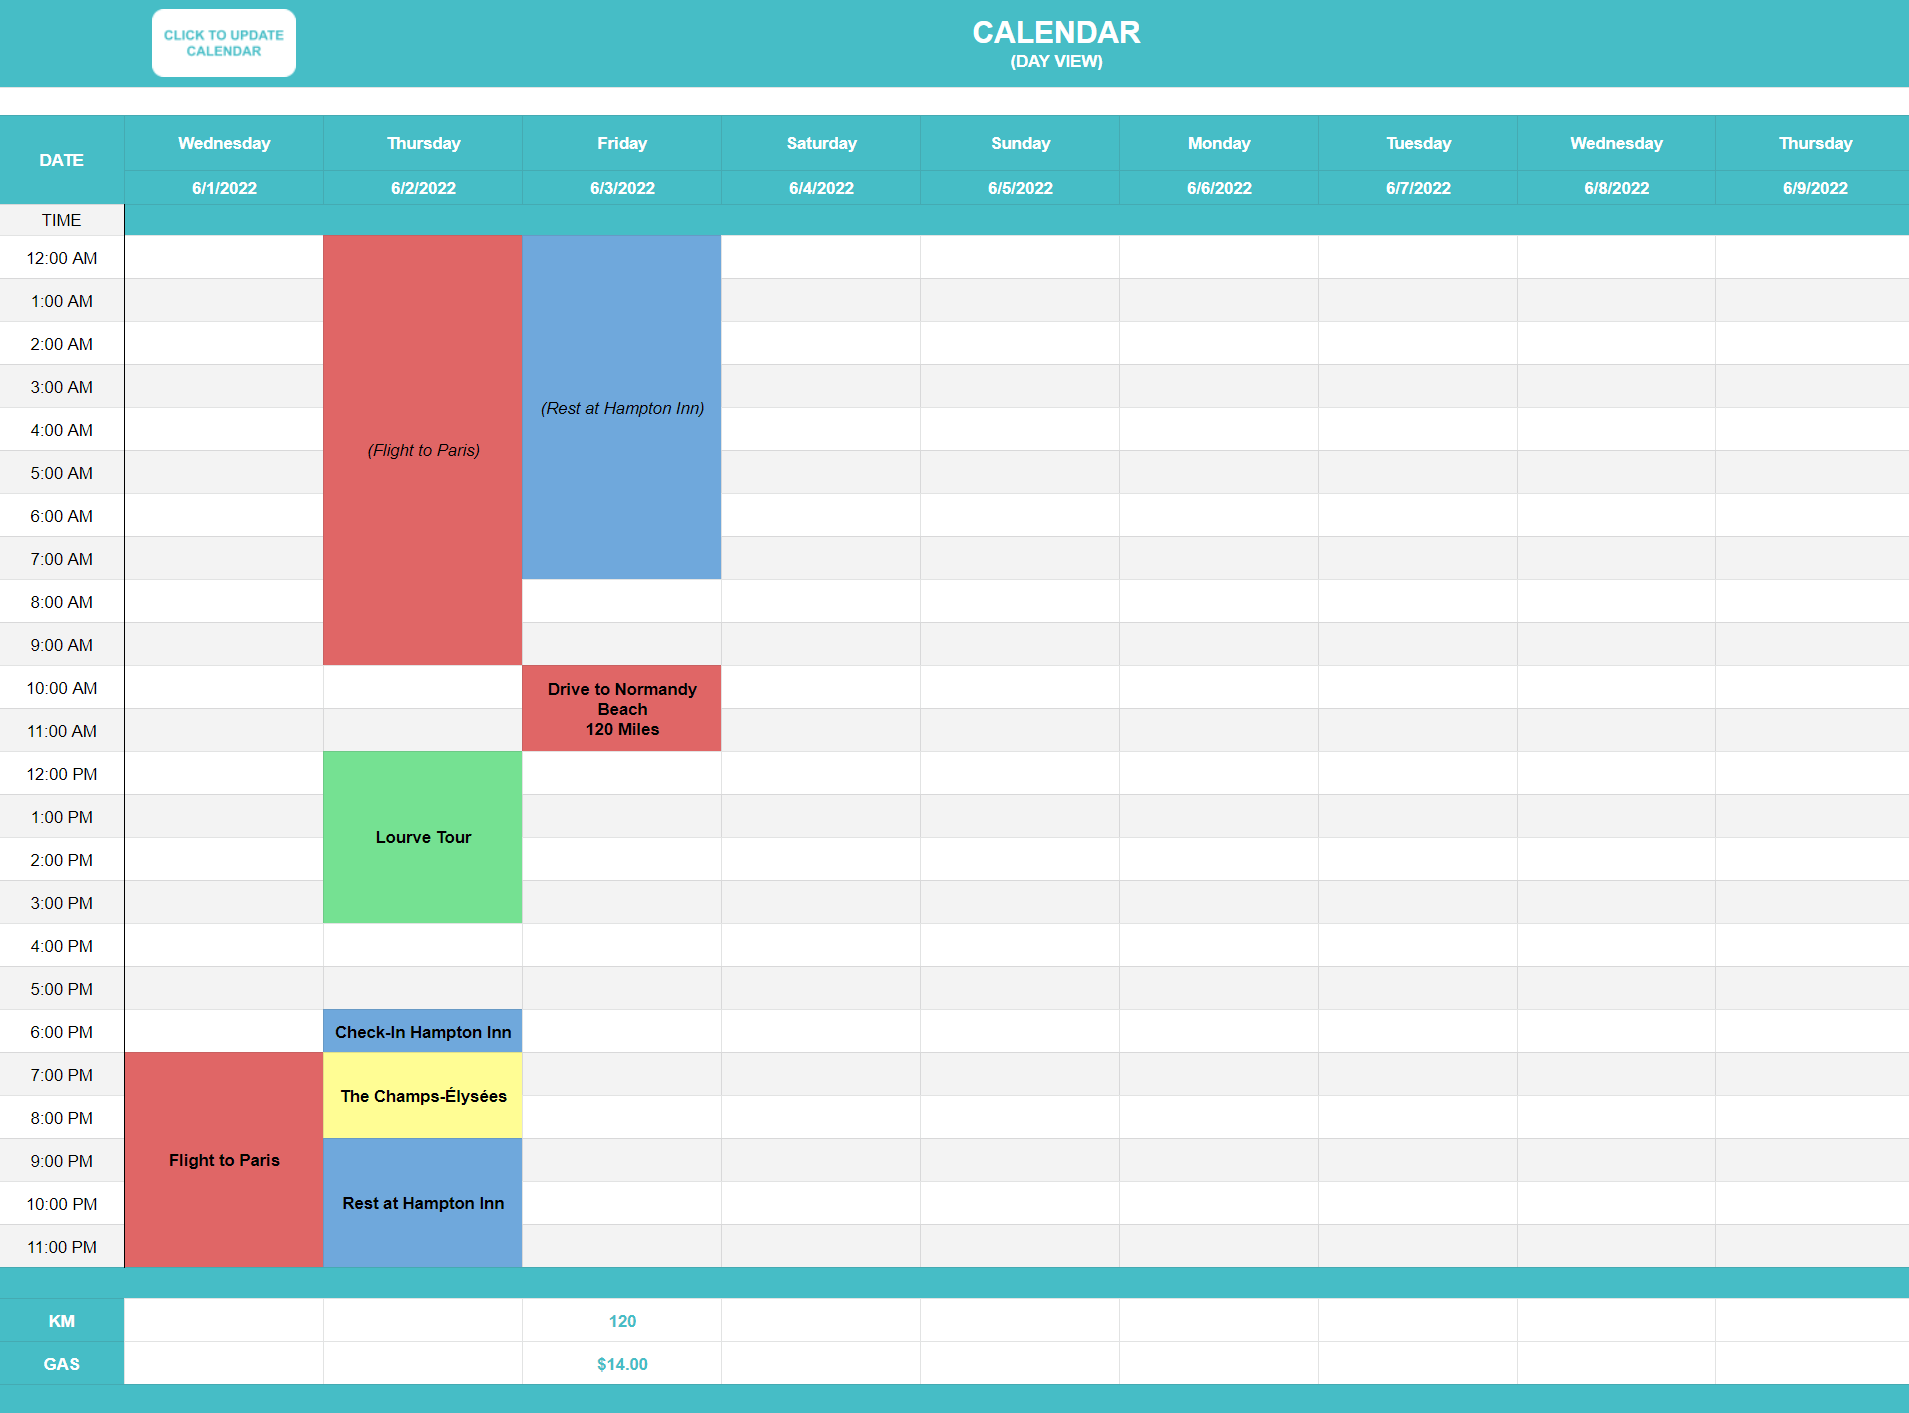 CLICK TO UPDATE
CALENDAR
CALENDAR
(DAY VIEW)
DATE
Wednesday Thursday Friday Saturday Sunday Monday Tuesday Wednesday Thursday
6/1/2022 6/2/2022 6/3/2022 6/4/2022 6/5/2022 6/6/2022 6/7/2022 6/8/2022 6/9/2022
TIME
12:00 AM
1:00 AM
2:00 AM
3:00 AM
(Rest at Hampton Inn)
4:00 AM
(Flight to Paris)
5:00 AM
6:00 AM
7:00 AM
8:00 AM
9:00 AM
10:00 AM
Drive to Normandy
Beach
120 Miles
11:00 AM
12:00 PM
1:00 PM
Lourve Tour
2:00 PM
3:00 PM
4:00 PM
5:00 PM
6:00 PM Check-In Hampton Inn
7:00 PM
The Champs-Élysées
8:00 PM
9:00 PM Flight to Paris
10:00 PM Rest at Hampton Inn
11:00 PM
KM 120
GAS $14.00